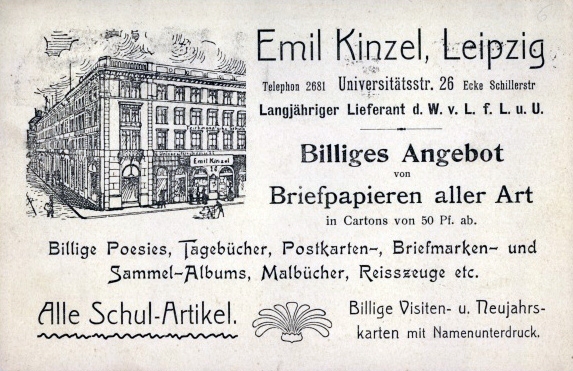 Emil Kinzel, Leipzig
Telephon 2681 Universitätsstr. 26 Ecke Schillerstr
Langjähriger Lieferant d. W. v. L. f. L. u. U.
Emil Kinzel
Billiges Angebot
von
Briefpapieren aller Art
in Cartons von 50 Pf. ab.
Billige Poesies, Tagebücher, Postkarten-, Briefmarken- und
Sammel-Albums, Malbücher, Reisszeuge etc.
Alle Schul-Artikel.
Billige Visiten- u. Neujahrs-
karten mit Namenunterdruck.